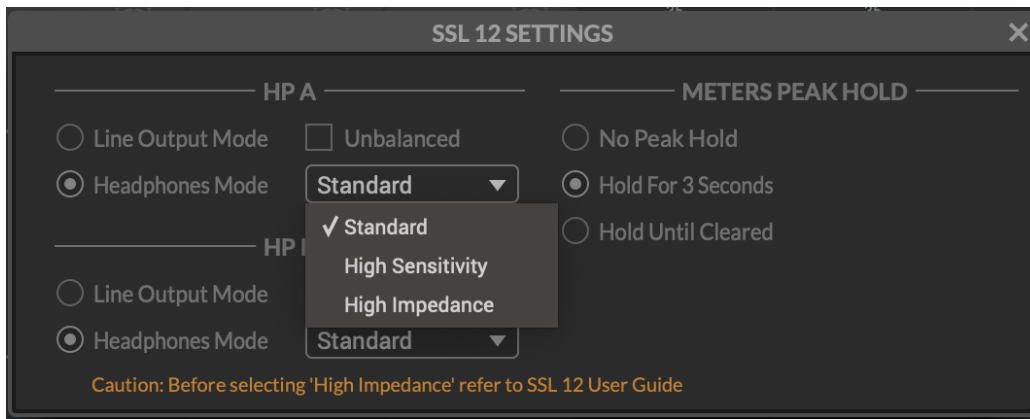 SSL 12 SETTINGS
HP A
Line Output Mode
Unbalanced
Headphones Mode
Standard
Standard
High Sensitivity
High Impedance
HP
Line Output Mode
Headphones Mode
Standard
METERS PEAK HOLD
No Peak Hold
Hold For 3 Seconds
Hold Until Cleared
Caution: Before selecting 'High Impedance' refer to SSL 12 User Guide